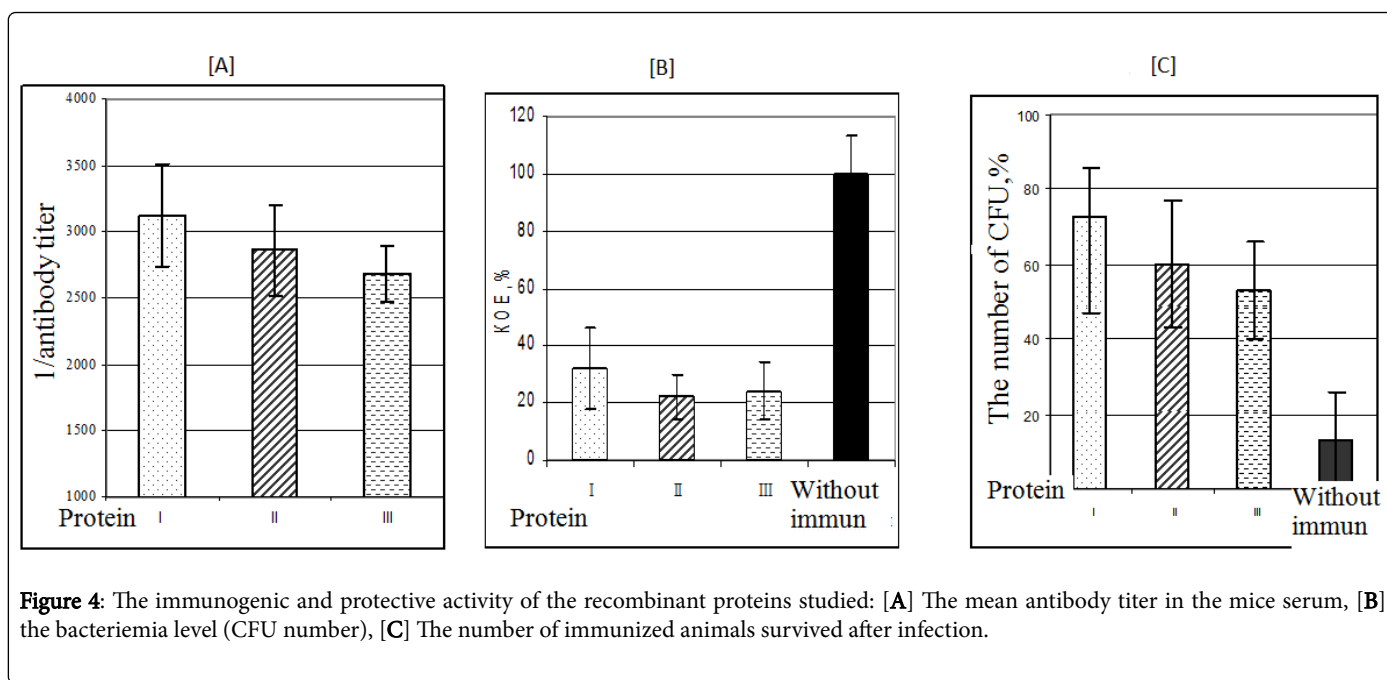 [A]
4000
3500
3000
2500
2000
1500
1000
1/antibody titer
Protein I II III
[B]
120
100
80
60
40
20
0
KOE,%
I II III Without
immun
Protein
[C]
100
80
60
40
20
The number of CFU,%
Protein
I II III Without
immun
Figure 4: The immunogenic and protective activity of the recombinant proteins studied: [A] The mean antibody titer in the mice serum, [B]
the bacteriemia level (CFU number), [C] The number of immunized animals survived after infection.